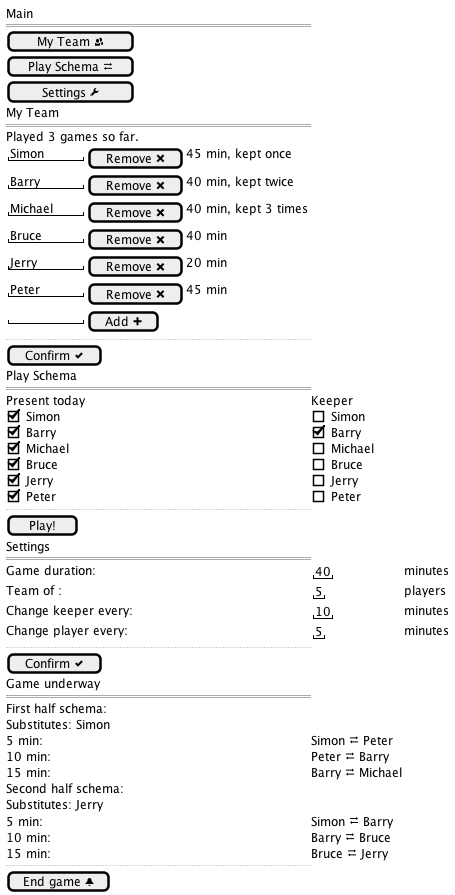 Main
My Team
Play Schema
Settings
My Team
Played 3 games so far.
Simon Remove 45 min, kept once
Barry Remove 40 min, kept twice
Michael Remove 40 min, kept 3 times
Bruce Remove 40 min
Jerry Remove 20 min
Peter Remove 45 min
Add
Confirm
Play Schema
Present today Keeper
Simon Simon
Barry Barry
Michael Michael
Bruce Bruce
Jerry Jerry
Peter Peter
Play!
Settings
Game duration: 40 minutes
Team of : 5 players
Change keeper every: 10 minutes
Change player every: 5 minutes
Confirm
Game underway
First half schema:
Substitutes: Simon
5 min: Simon ⇄ Peter
10 min: Peter ⇄ Barry
15 min: Barry ⇄ Michael
Second half schema:
Substitutes: Jerry
5 min: Simon ⇄ Barry
10 min: Barry ⇄ Bruce
15 min: Bruce ⇄ Jerry
End game